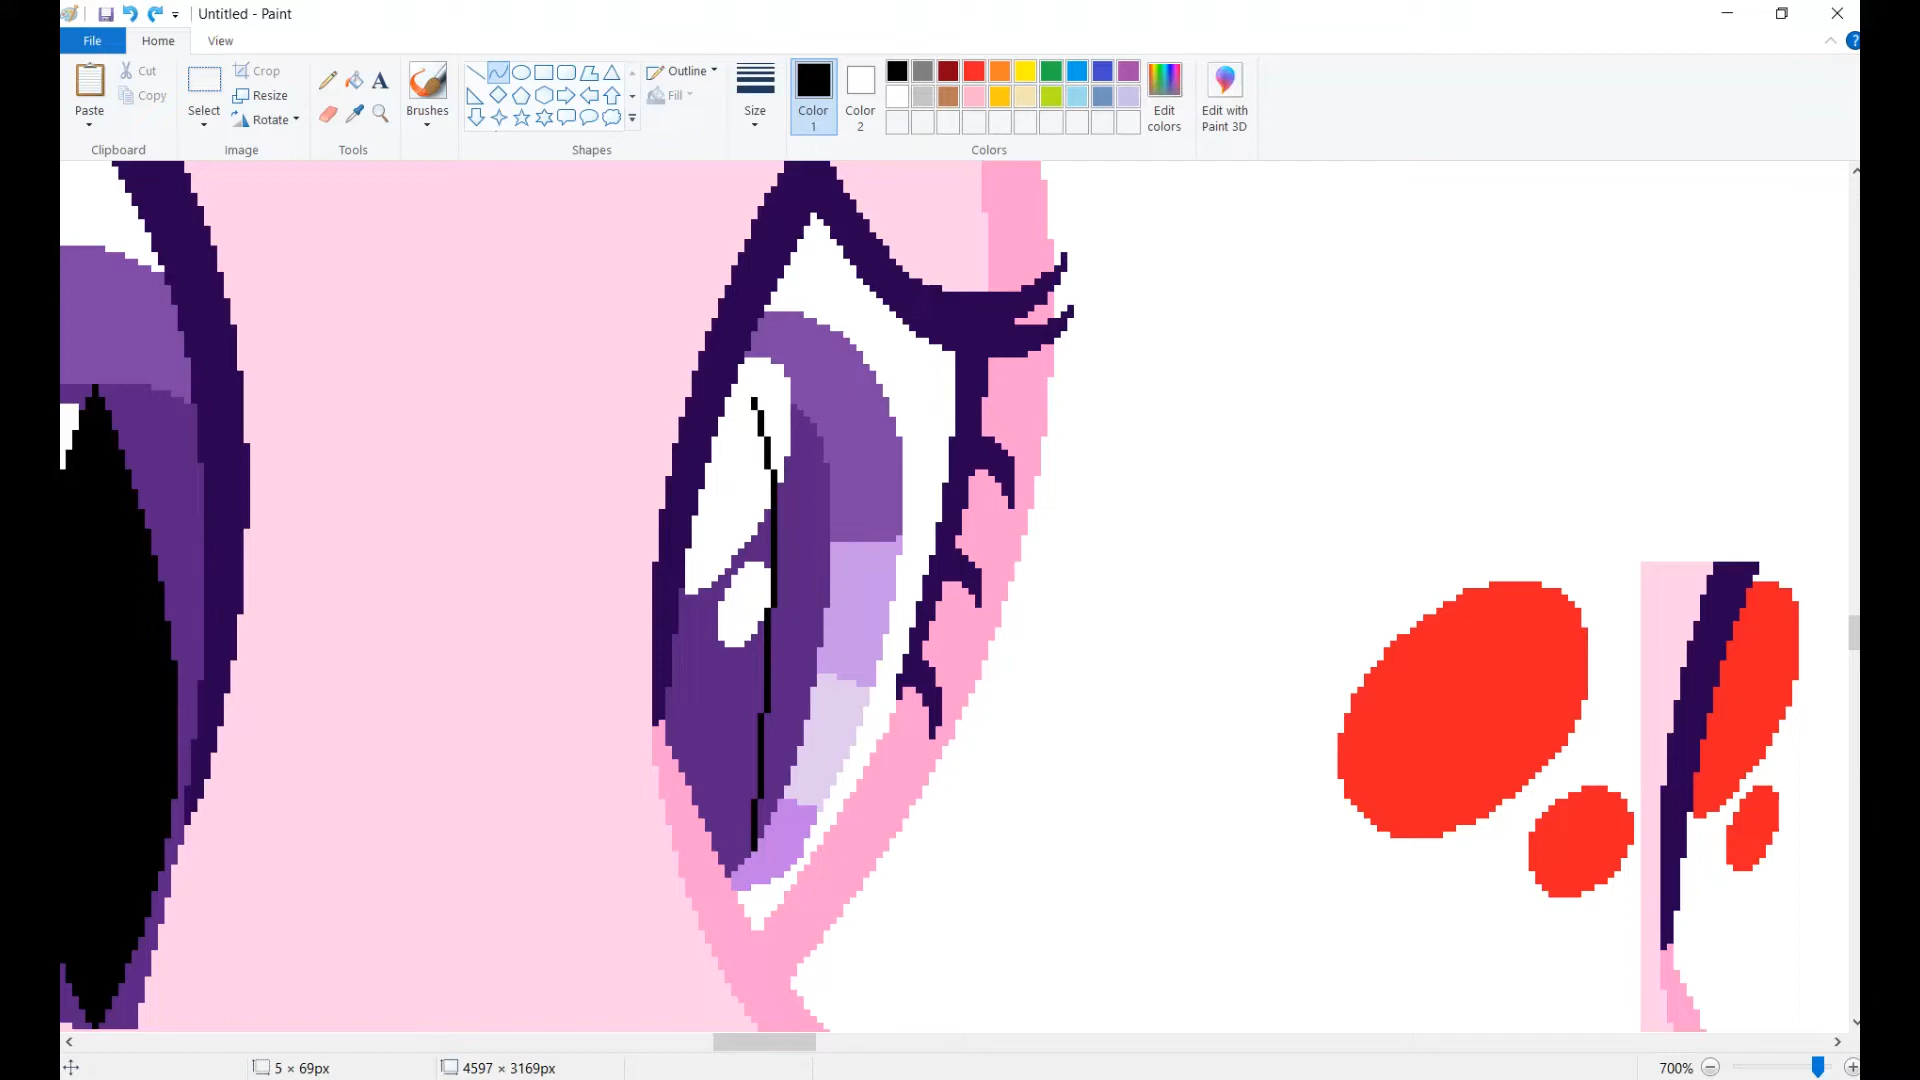 Untitled - Paint
File Home View
Paste
Cut
Copy
Clipboard
Select
Crop
Resize
Rotate
Image
A
Tools
Brushes
Outline
Fill
Shapes
Size
Color 1
Color 2
Edit colors
Colors
Edit with Paint 3D
?
5 × 69px
4597 × 3169px
700%